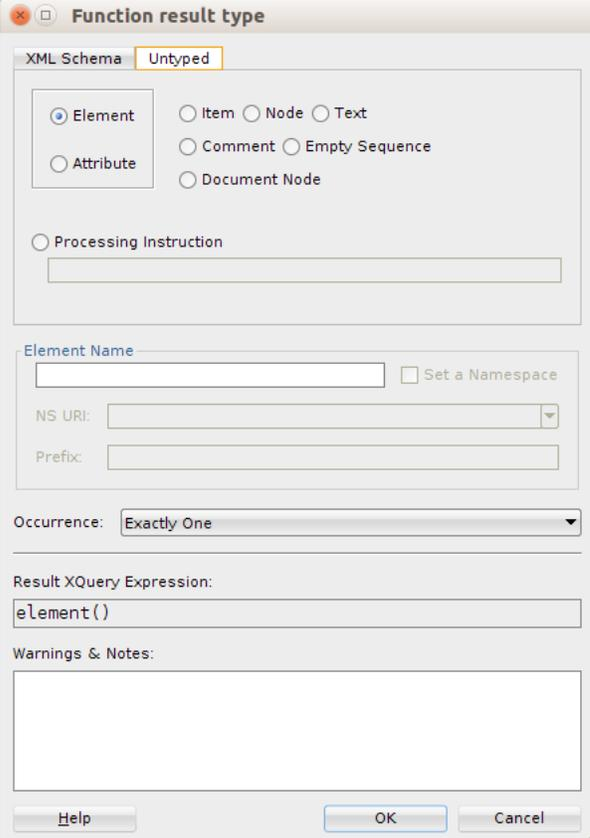 Function result type
XML Schema Untyped
Element Item Node Text
Comment Empty Sequence
Attribute
Document Node
Processing Instruction
Element Name
Set a Namespace
NS URI:
Prefix:
Occurrence: Exactly One
Result XQuery Expression:
element()
Warnings & Notes:
Help OK Cancel